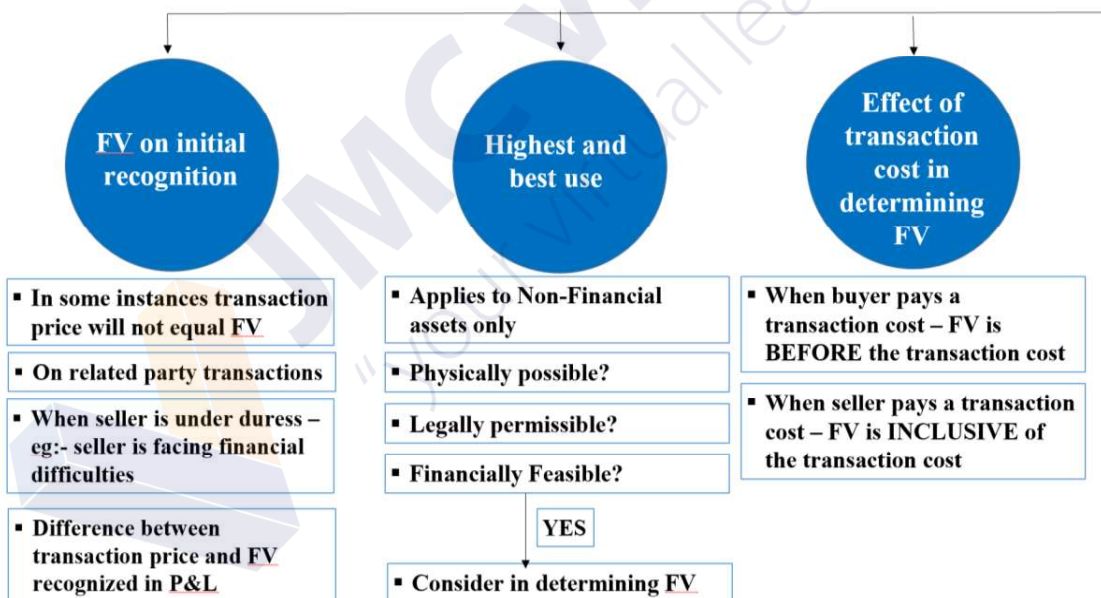 FV on initial
recognition
▪ In some instances transaction
price will not equal FV
▪ On related party transactions
▪ When seller is under duress –
eg:- seller is facing financial
difficulties
▪ Difference between
transaction price and FV
recognized in P&L
Highest and
best use
▪ Applies to Non-Financial
assets only
▪ Physically possible?
▪ Legally permissible?
▪ Financially Feasible?
YES
▪ Consider in determining FV
Effect of
transaction
cost in
determining
FV
▪ When buyer pays a
transaction cost – FV is
BEFORE the transaction cost
▪ When seller pays a transaction
cost – FV is INCLUSIVE of
the transaction cost
JMC
"your virtual